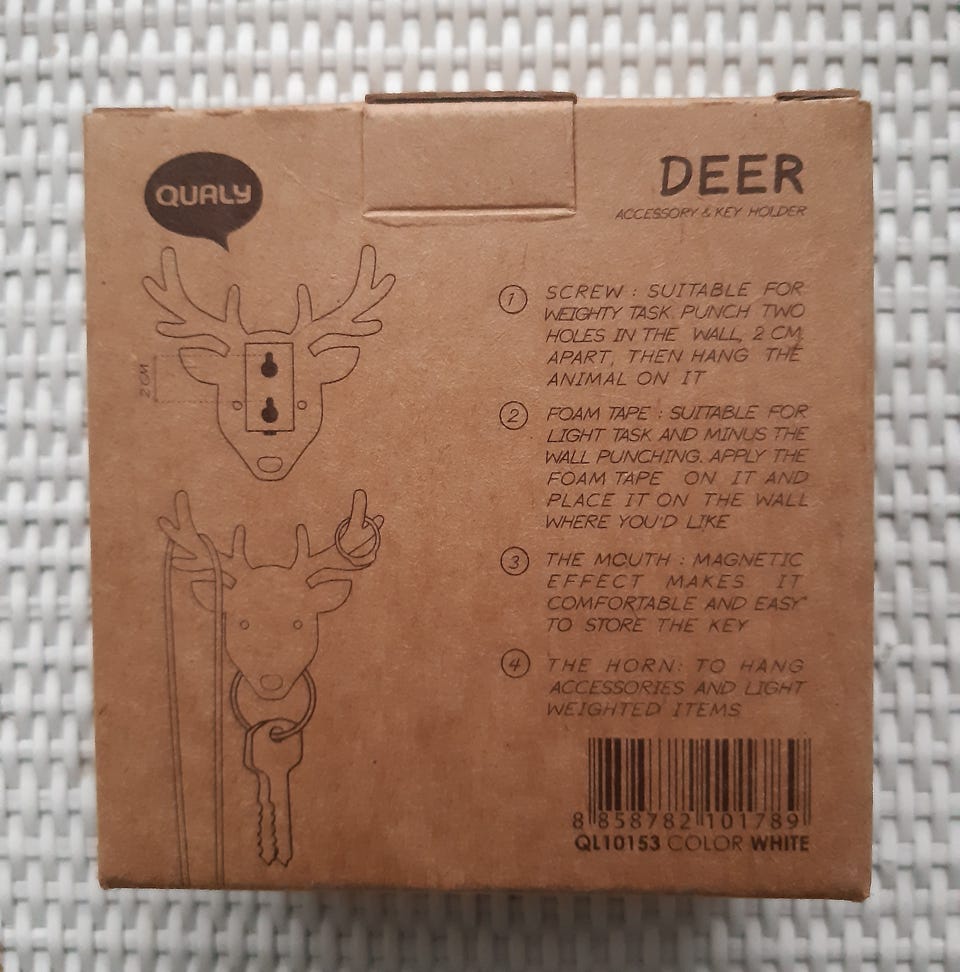 QUALY
DEER
ACCESSORY & KEY HOLDER
2 CM
1 SCREW : SUITABLE FOR
WEIGHTY TASK. PUNCH TWO
HOLES IN THE WALL, 2 CM.
APART, THEN HANG THE
ANIMAL ON IT
2 FOAM TAPE : SUITABLE FOR
LIGHT TASK AND MINUS THE
WALL PUNCHING. APPLY THE
FOAM TAPE ON IT AND
PLACE IT ON THE WALL
WHERE YOU'D LIKE
3 THE MOUTH : MAGNETIC
EFFECT MAKES IT
COMFORTABLE AND EASY
TO STORE THE KEY
4 THE HORN: TO HANG
ACCESSORIES AND LIGHT
WEIGHTED ITEMS
8 858782 101789
QL10153 COLOR WHITE